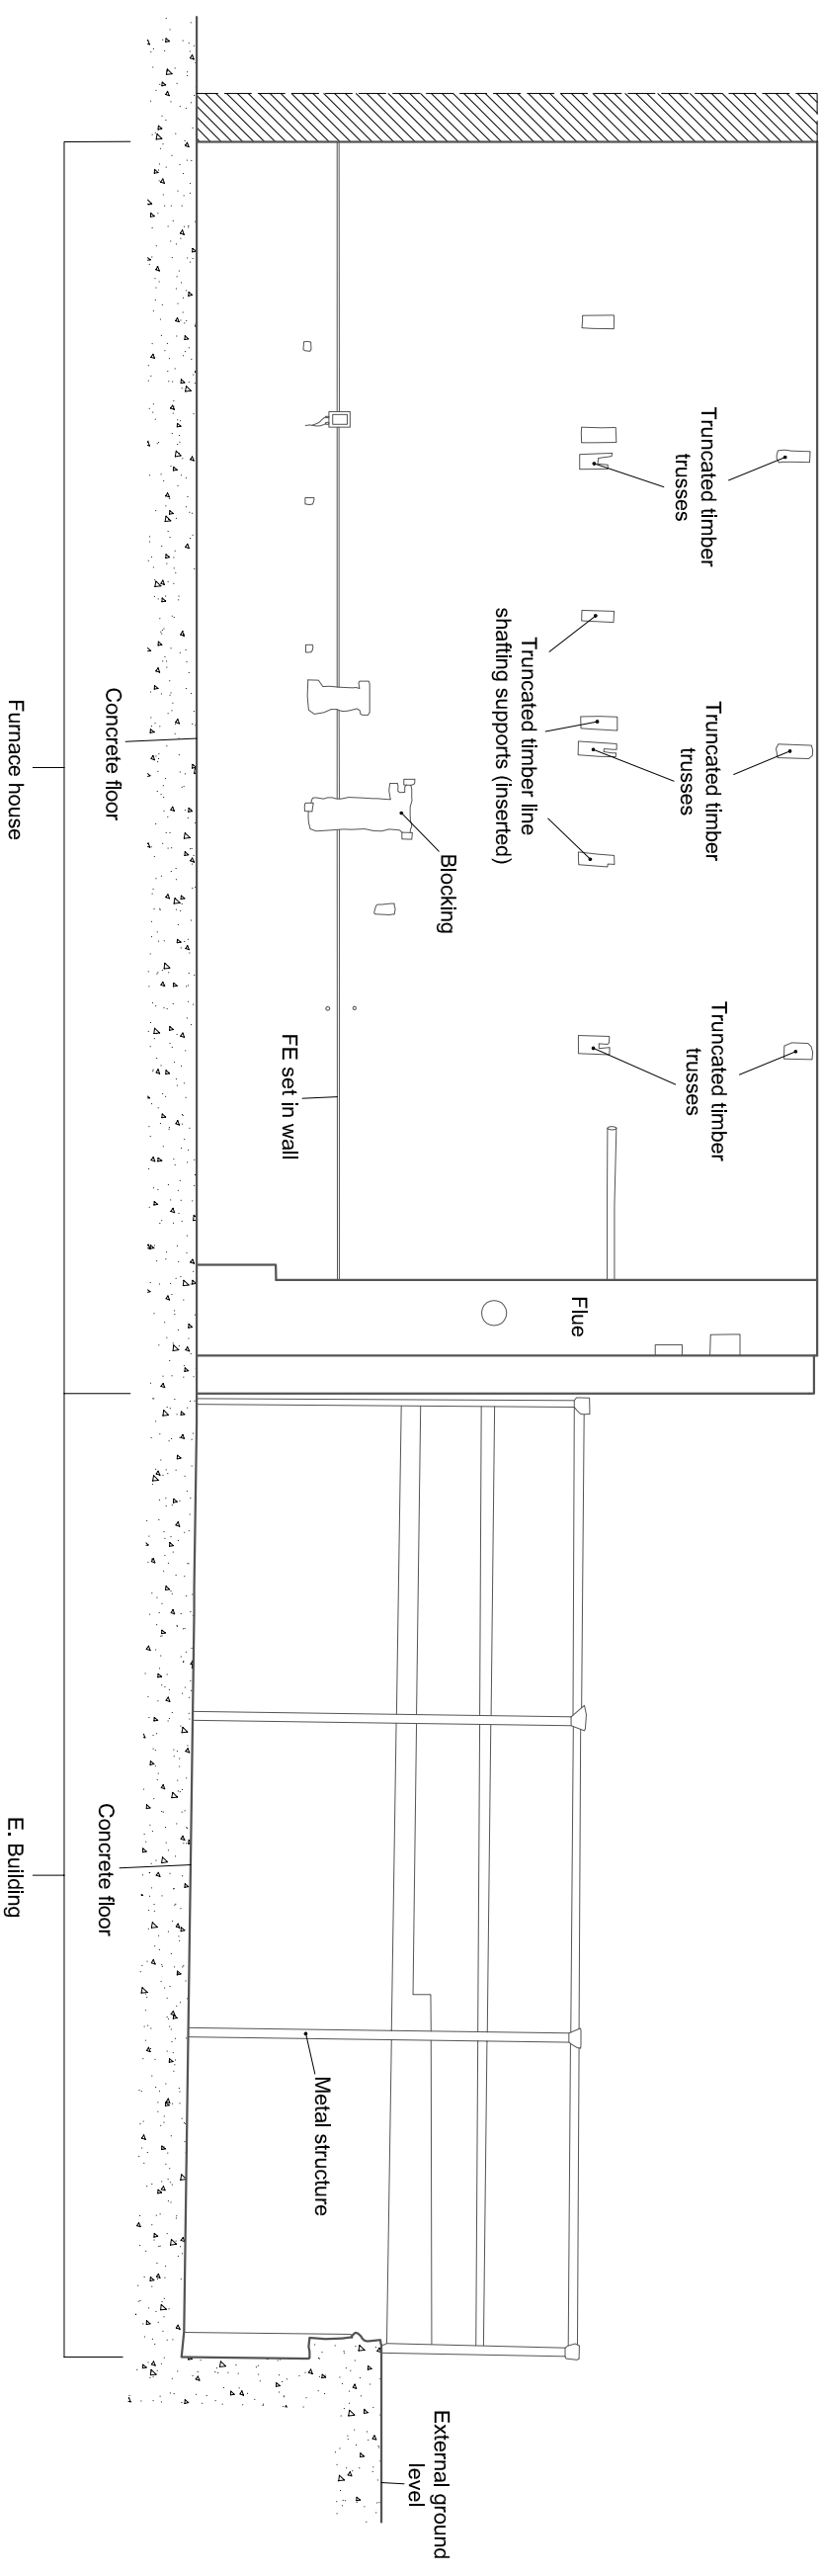 Truncated timber
trusses
Truncated timber
trusses
Truncated timber
trusses
Truncated timber line
shafting supports (inserted)
Blocking
FE set in wall
Flue
Metal structure
External ground
level
Concrete floor
Concrete floor
Furnace house
E. Building